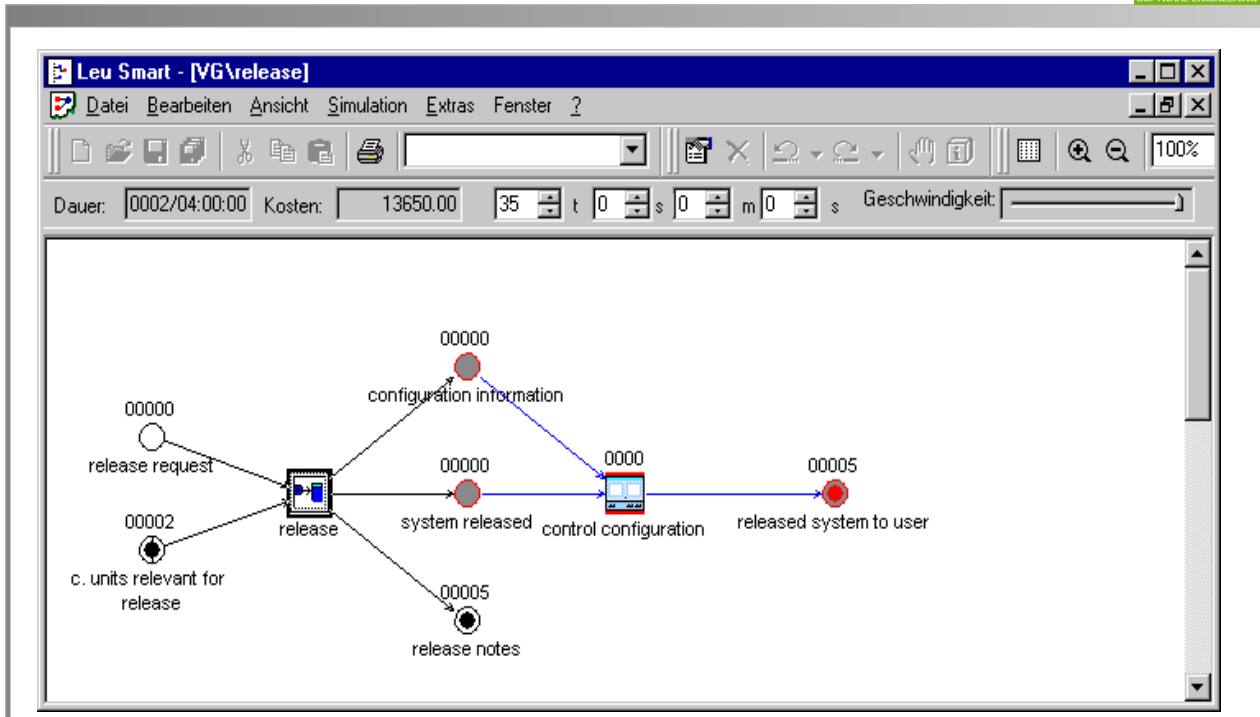 SOFTWARE ENGINEERING
Leu Smart - [VG\release]
Datei Bearbeiten Ansicht Simulation Extras Fenster ?
100%
Dauer: 0002/04:00:00 Kosten: 13650.00 35 t 0 s 0 m 0 s Geschwindigkeit:
00000
configuration information
00000
release request
00002
c. units relevant for
release
release
00000
system released
0000
control configuration
00005
released system to user
00005
release notes